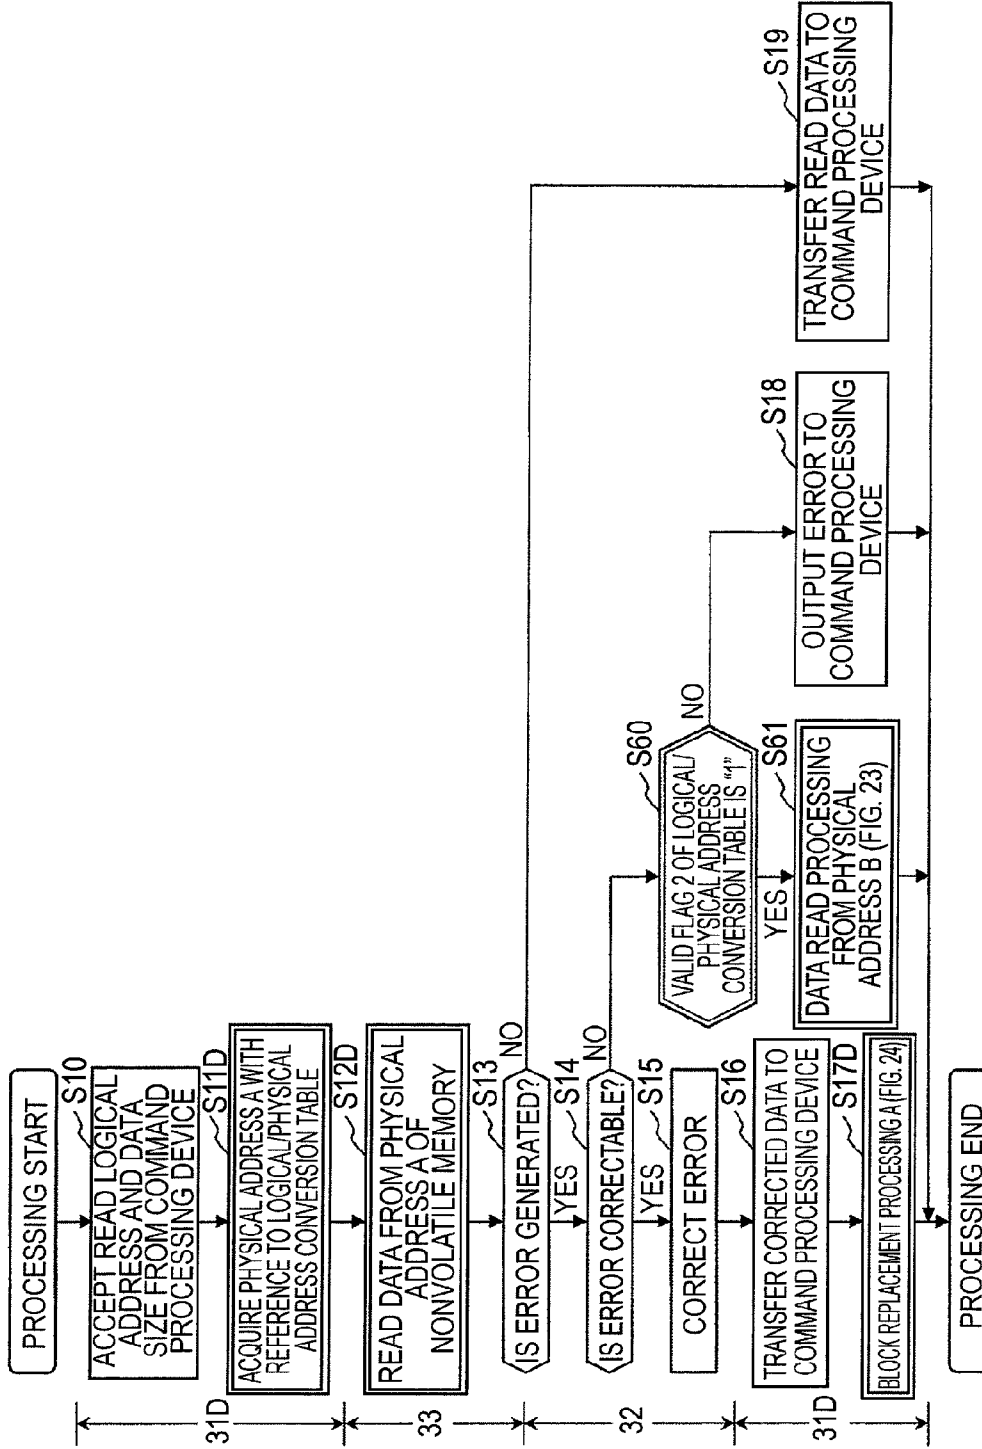 PROCESSING START
S10
ACCEPT READ LOGICAL
ADDRESS AND DATA
SIZE FROM COMMAND
PROCESSING DEVICE
S11D
ACQUIRE PHYSICAL ADDRESS A WITH
REFERENCE TO LOGICAL/PHYSICAL
ADDRESS CONVERSION TABLE
31D
S12D
READ DATA FROM PHYSICAL
ADDRESS A OF
NONVOLATILE MEMORY
33
S13
IS ERROR GENERATED?
NO
YES
S14
IS ERROR CORRECTABLE?
NO
YES
S15
CORRECT ERROR
32
S60
VALID FLAG 2 OF LOGICAL/
PHYSICAL ADDRESS
CONVERSION TABLE IS "1"
NO
YES
S16
TRANSFER CORRECTED DATA TO
COMMAND PROCESSING DEVICE
S17D
BLOCK REPLACEMENT PROCESSING A (FIG. 24)
31D
S61
DATA READ PROCESSING
FROM PHYSICAL
ADDRESS B (FIG. 23)
S18
OUTPUT ERROR TO
COMMAND PROCESSING
DEVICE
S19
TRANSFER READ DATA TO
COMMAND PROCESSING
DEVICE
PROCESSING END